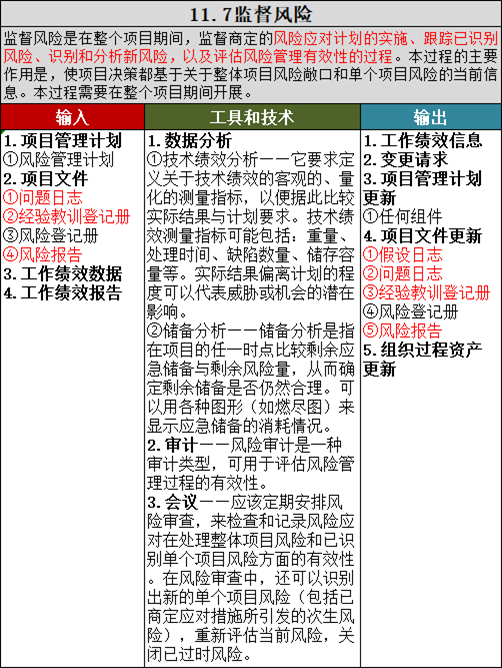 11.7监督风险
监督风险是在整个项目期间，监督商定的风险应对计划的实施、跟踪已识别
风险、识别和分析新风险，以及评估风险管理有效性的过程。本过程的主要
作用是，使项目决策都基于关于整体项目风险敞口和单个项目风险的当前信
息。本过程需要在整个项目期间开展。
输入
1.项目管理计划
①风险管理计划
2.项目文件
①问题日志
②经验教训登记册
③风险登记册
④风险报告
3.工作绩效数据
4.工作绩效报告
工具和技术
1.数据分析
①技术绩效分析——它要求定
义关于技术绩效的客观的、量
化的测量指标，以便据此比较
实际结果与计划要求。技术绩
效测量指标可能包括：重量、
处理时间、缺陷数量、储存容
量等。实际结果偏离计划的程
度可以代表威胁或机会的潜在
影响。
②储备分析——储备分析是指
在项目的任一时点比较剩余应
急储备与剩余风险量，从而确
定剩余储备是否仍然合理。可
以用各种图形（如燃尽图）来
显示应急储备的消耗情况。
2.审计——风险审计是一种
审计类型，可用于评估风险管
理过程的有效性。
3.会议——应该定期安排风
险审查，来检查和记录风险应
对在处理整体项目风险和已识
别单个项目风险方面的有效性
。在风险审查中，还可以识别
出新的单个项目风险（包括已
商定应对措施所引发的次生风
险），重新评估当前风险，关
闭已过时风险。
输出
1.工作绩效信息
2.变更请求
3.项目管理计划
更新
①任何组件
4.项目文件更新
①假设日志
②问题日志
③经验教训登记册
④风险登记册
⑤风险报告
5.组织过程资产
更新